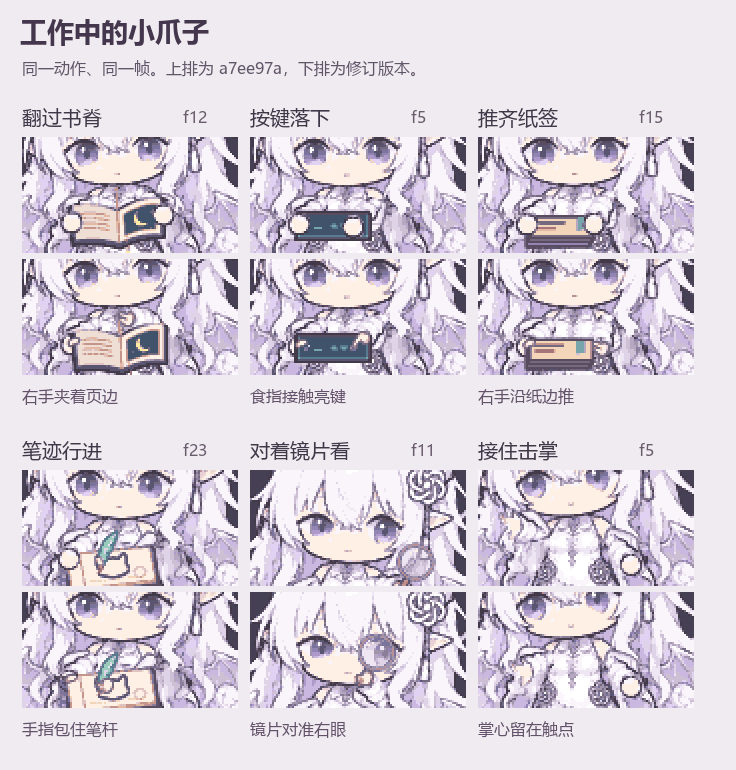 工作中的小爪子
同一动作、同一帧。上排为 a7ee97a，下排为修订版本。
翻过书脊 f12 按键落下 f5 推齐纸签 f15
右手夹着页边 食指接触亮键 右手沿纸边推
笔迹行进 f23 对着镜片看 f11 接住击掌 f5
手指包住笔杆 镜片对准右眼 掌心留在触点